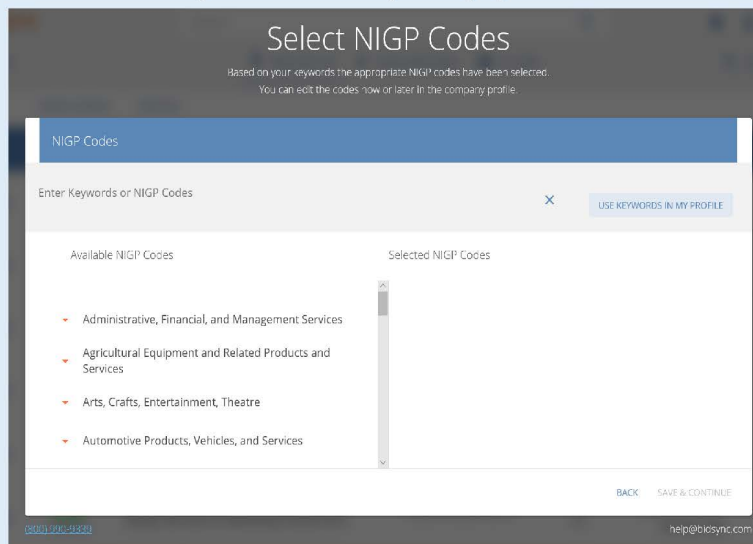 Select NIGP Codes
Based on your keywords the appropriate NIGP codes have been selected.
You can edit the codes now or later in the company profile.
NIGP Codes
Enter Keywords or NIGP Codes
USE KEYWORDS IN MY PROFILE
Available NIGP Codes
Selected NIGP Codes
Administrative, Financial, and Management Services
Agricultural Equipment and Related Products and
Services
Arts, Crafts, Entertainment, Theatre
Automotive Products, Vehicles, and Services
BACK
SAVE & CONTINUE
(800) 990-9339
help@bidsync.com